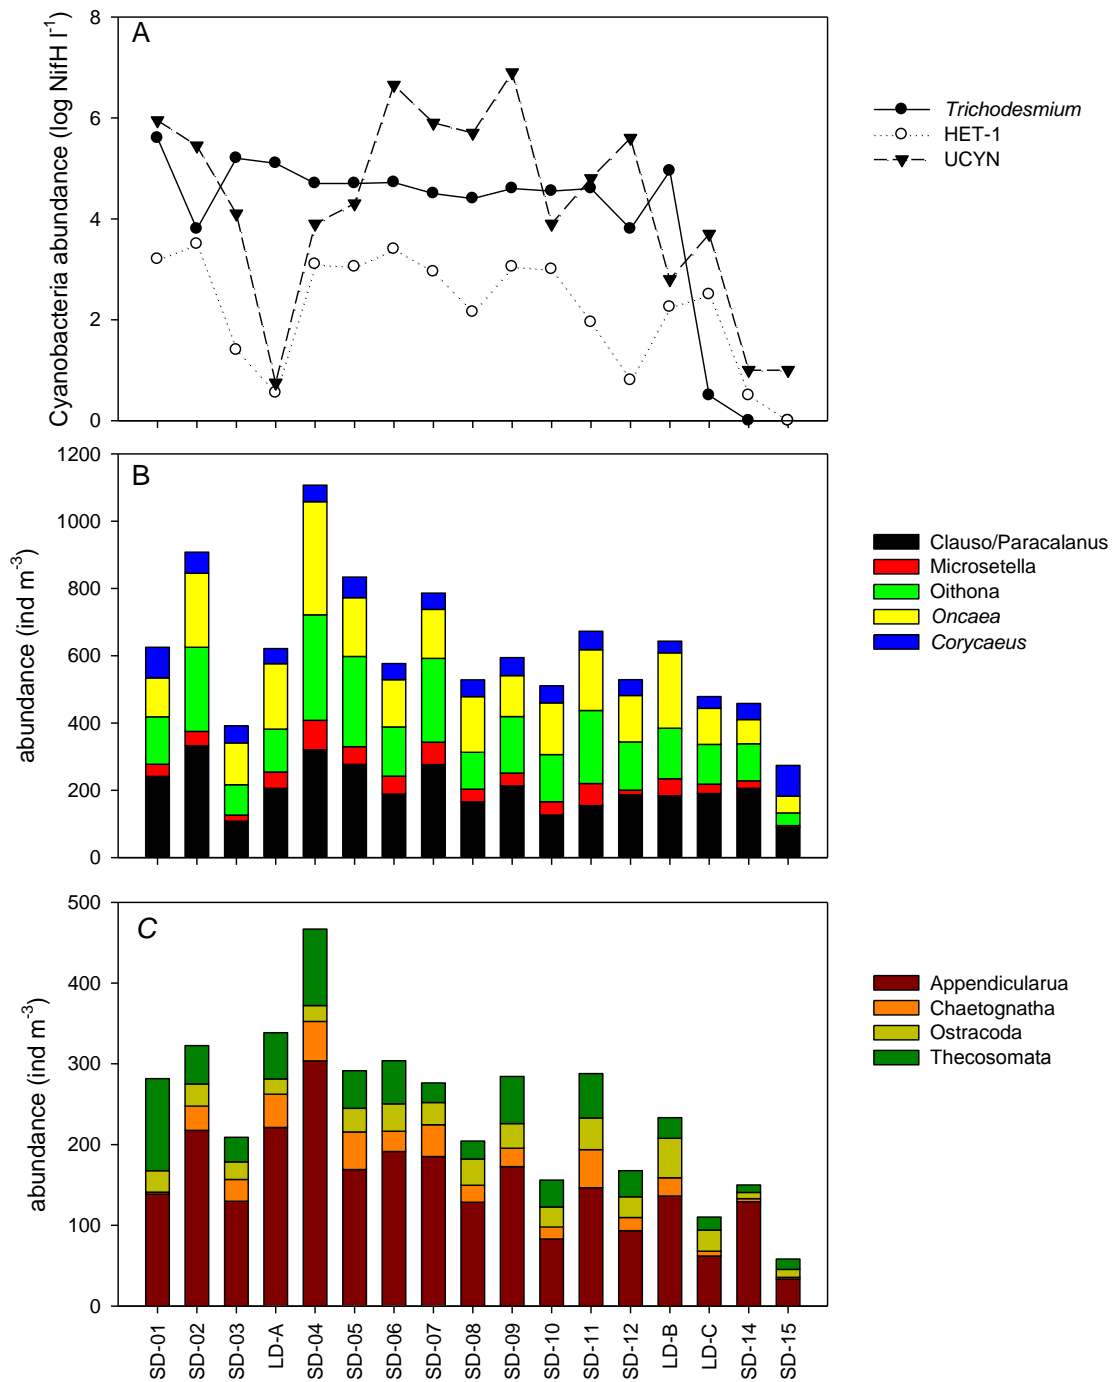 A
Cyanobacteria abundance (log NifH l-1)
8
6
4
2
0
Trichodesmium
HET-1
UCYN
B
abundance (ind m-3)
1200
1000
800
600
400
200
0
Clauso/Paracalanus
Microsetella
Oithona
Oncaea
Corycaeus
C
abundance (ind m-3)
500
400
300
200
100
0
Appendicularua
Chaetognatha
Ostracoda
Thecosomata
SD-01
SD-02
SD-03
LD-A
SD-04
SD-05
SD-06
SD-07
SD-08
SD-09
SD-10
SD-11
SD-12
LD-B
LD-C
SD-14
SD-15